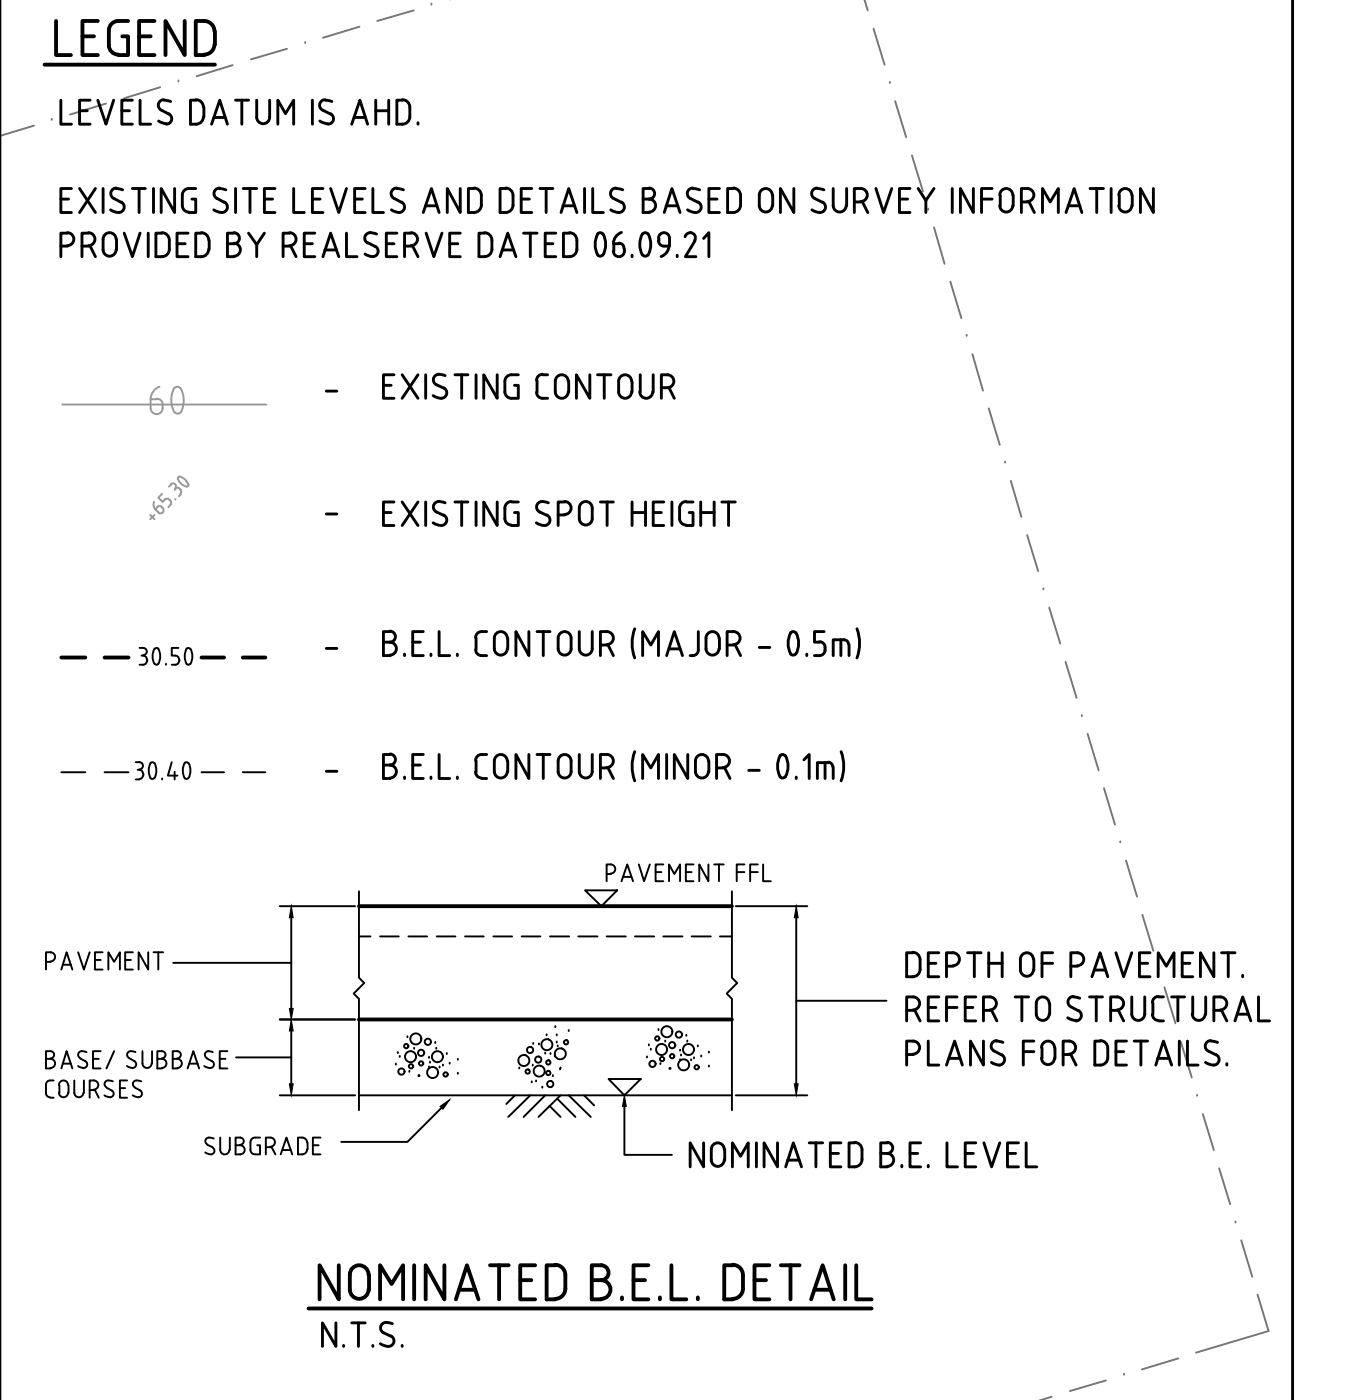 LEGEND
LEVELS DATUM IS AHD.
EXISTING SITE LEVELS AND DETAILS BASED ON SURVEY INFORMATION
PROVIDED BY REALSERVE DATED 06.09.21
60 - EXISTING CONTOUR
+65.30 - EXISTING SPOT HEIGHT
30.50 - B.E.L. CONTOUR (MAJOR - 0.5m)
30.40 - B.E.L. CONTOUR (MINOR - 0.1m)
PAVEMENT FFL
PAVEMENT
DEPTH OF PAVEMENT.
REFER TO STRUCTURAL
PLANS FOR DETAILS.
BASE/ SUBBASE
COURSES
SUBGRADE
NOMINATED B.E. LEVEL
NOMINATED B.E.L. DETAIL
N.T.S.